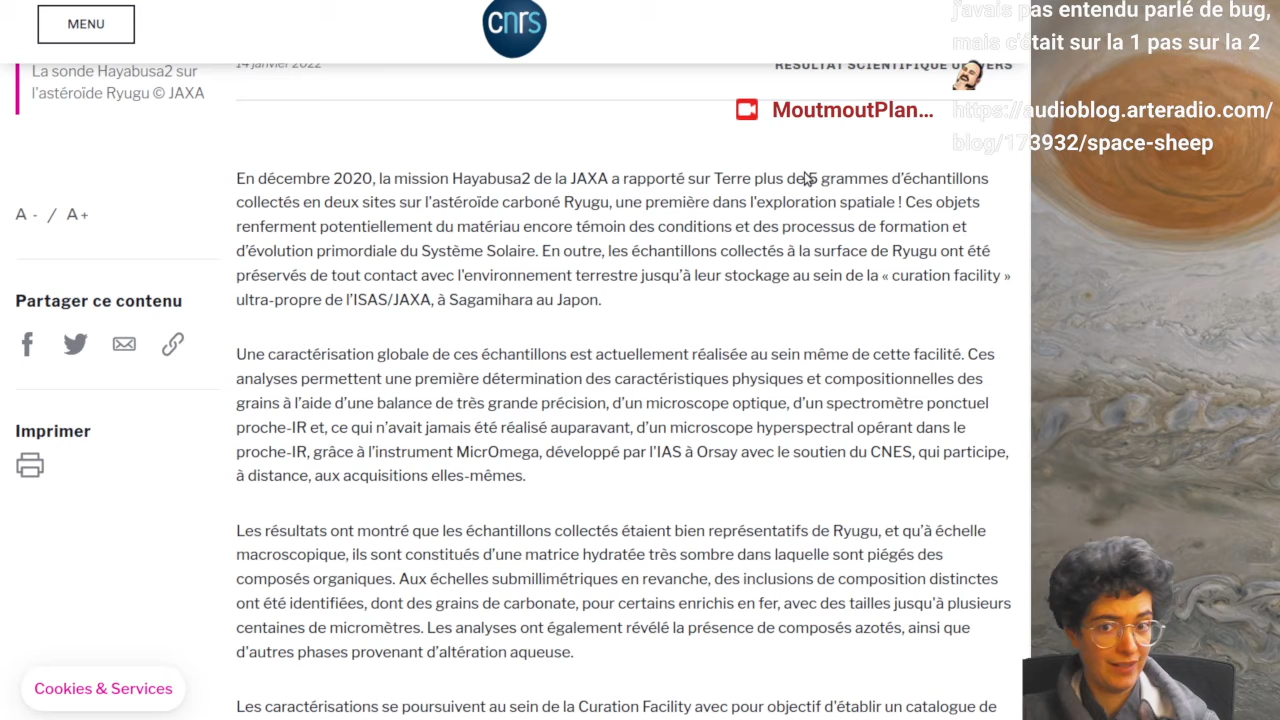 MENU
cnrs
La sonde Hayabusa2 sur
l'astéroïde Ryugu © JAXA
14 janvier 2022
RÉSULTAT SCIENTIFIQUE UNIVERS
j'avais pas entendu parlé de bug,
mais c'était sur la 1 pas sur la 2
MoutmoutPlan...
https://audioblog.arteradio.com/
blog/173932/space-sheep
A - / A+
Partager ce contenu
Imprimer
Cookies & Services
En décembre 2020, la mission Hayabusa2 de la JAXA a rapporté sur Terre plus de 5 grammes d'échantillons
collectés en deux sites sur l'astéroïde carboné Ryugu, une première dans l'exploration spatiale ! Ces objets
renferment potentiellement du matériau encore témoin des conditions et des processus de formation et
d'évolution primordiale du Système Solaire. En outre, les échantillons collectés à la surface de Ryugu ont été
préservés de tout contact avec l'environnement terrestre jusqu'à leur stockage au sein de la « curation facility »
ultra-propre de l'ISAS/JAXA, à Sagamihara au Japon.
Une caractérisation globale de ces échantillons est actuellement réalisée au sein même de cette facilité. Ces
analyses permettent une première détermination des caractéristiques physiques et compositionnelles des
grains à l'aide d'une balance de très grande précision, d'un microscope optique, d'un spectromètre ponctuel
proche-IR et, ce qui n'avait jamais été réalisé auparavant, d'un microscope hyperspectral opérant dans le
proche-IR, grâce à l'instrument MicrOmega, développé par l'IAS à Orsay avec le soutien du CNES, qui participe,
à distance, aux acquisitions elles-mêmes.
Les résultats ont montré que les échantillons collectés étaient bien représentatifs de Ryugu, et qu'à échelle
macroscopique, ils sont constitués d'une matrice hydratée très sombre dans laquelle sont piégés des
composés organiques. Aux échelles submillimétriques en revanche, des inclusions de composition distinctes
ont été identifiées, dont des grains de carbonate, pour certains enrichis en fer, avec des tailles jusqu'à plusieurs
centaines de micromètres. Les analyses ont également révélé la présence de composés azotés, ainsi que
d'autres phases provenant d'altération aqueuse.
Les caractérisations se poursuivent au sein de la Curation Facility avec pour objectif d'établir un catalogue de